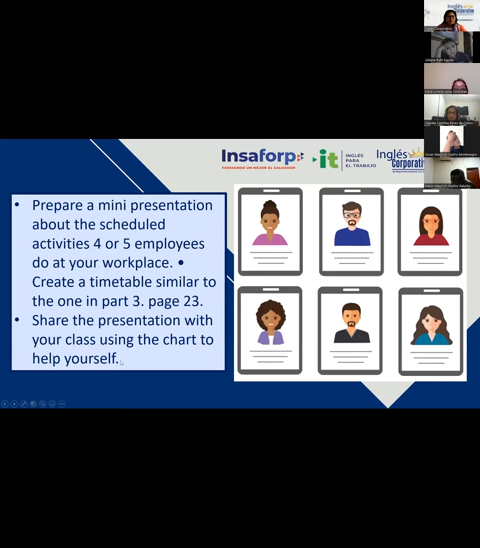 Insaforp
FORMANDO UN MEJOR EL SALVADOR
it
INGLÉS
PARA
EL TRABAJO
Inglés
Corporativo
• Prepare a mini presentation
about the scheduled
activities 4 or 5 employees
do at your workplace. •
Create a timetable similar to
the one in part 3. page 23.
• Share the presentation with
your class using the chart to
help yourself.